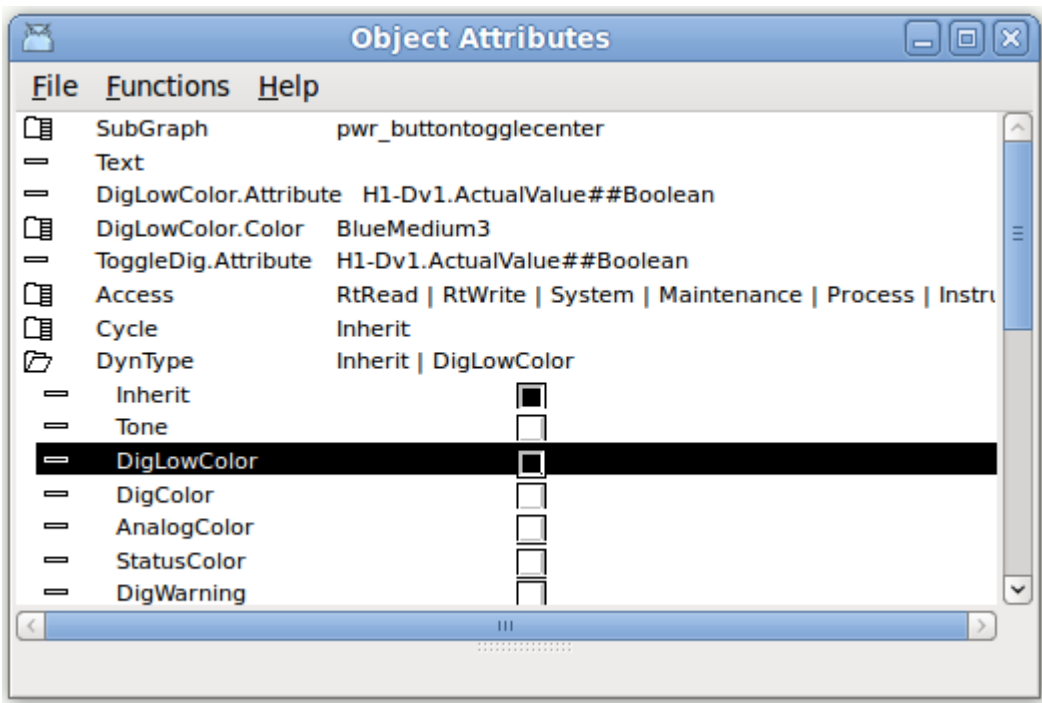 Object Attributes
File Functions Help
SubGraph pwr_buttontogglecenter
Text
DigLowColor.Attribute H1-Dv1.ActualValue##Boolean
DigLowColor.Color BlueMedium3
ToggleDig.Attribute H1-Dv1.ActualValue##Boolean
Access RtRead | RtWrite | System | Maintenance | Process |
Cycle Inherit
DynType Inherit | DigLowColor
Inherit
Tone
DigLowColor
DigColor
AnalogColor
StatusColor
DigWarning